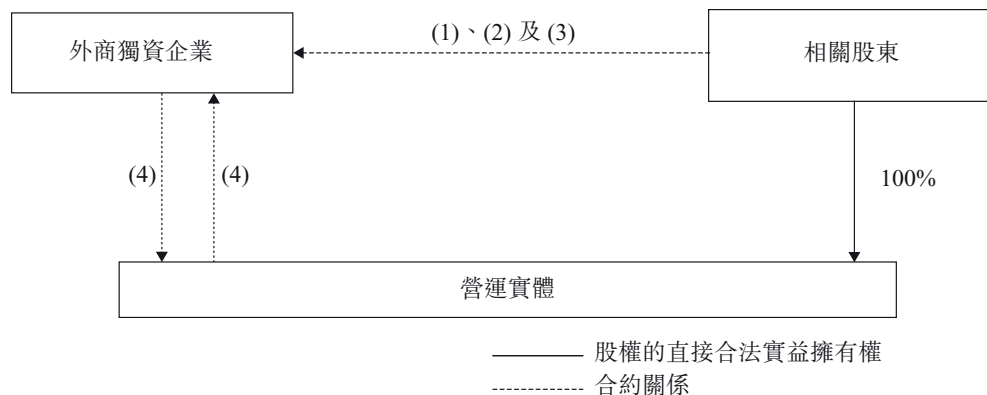 (1)、(2) 及 (3)
外商獨資企業
相關股東
(4)
(4)
100%
營運實體
股權的直接合法實益擁有權
合約關係